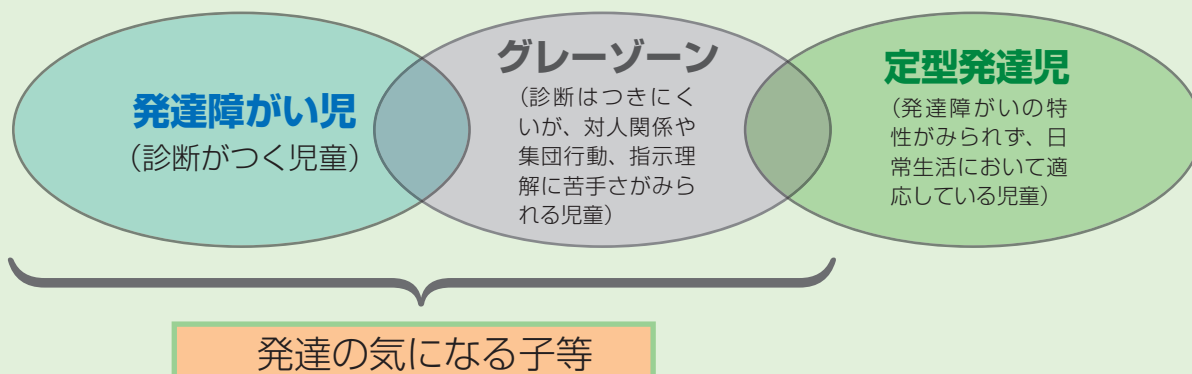 発達障がい児
（診断がつく児童）
グレーゾーン
（診断はつきにく
いが、対人関係や
集団行動、指示理
解に苦手さがみら
れる児童）
定型発達児
（発達障がいの特
性がみられず、日
常生活において適
応している児童）
発達の気になる子等